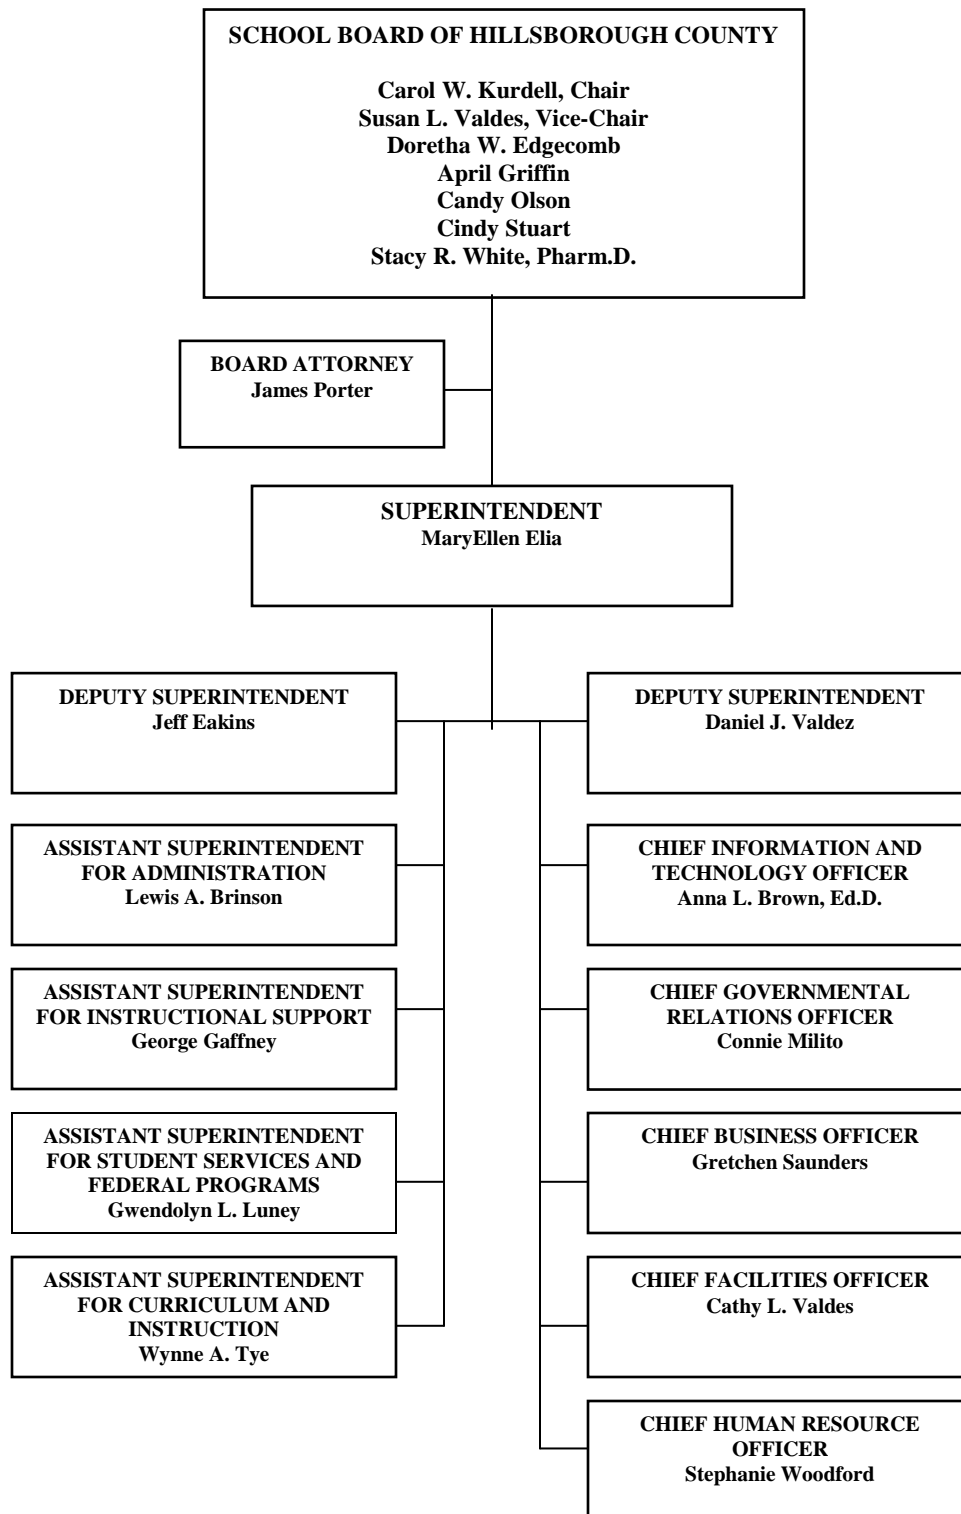 SCHOOL BOARD OF HILLSBOROUGH COUNTY
Carol W. Kurdell, Chair
Susan L. Valdes, Vice-Chair
Doretha W. Edgecomb
April Griffin
Candy Olson
Cindy Stuart
Stacy R. White, Pharm.D.
BOARD ATTORNEY
James Porter
SUPERINTENDENT
MaryEllen Elia
DEPUTY SUPERINTENDENT
Jeff Eakins
ASSISTANT SUPERINTENDENT
FOR ADMINISTRATION
Lewis A. Brinson
ASSISTANT SUPERINTENDENT
FOR INSTRUCTIONAL SUPPORT
George Gaffney
ASSISTANT SUPERINTENDENT
FOR STUDENT SERVICES AND
FEDERAL PROGRAMS
Gwendolyn L. Luney
ASSISTANT SUPERINTENDENT
FOR CURRICULUM AND
INSTRUCTION
Wynne A. Tye
DEPUTY SUPERINTENDENT
Daniel J. Valdez
CHIEF INFORMATION AND
TECHNOLOGY OFFICER
Anna L. Brown, Ed.D.
CHIEF GOVERNMENTAL
RELATIONS OFFICER
Connie Milito
CHIEF BUSINESS OFFICER
Gretchen Saunders
CHIEF FACILITIES OFFICER
Cathy L. Valdes
CHIEF HUMAN RESOURCE
OFFICER
Stephanie Woodford